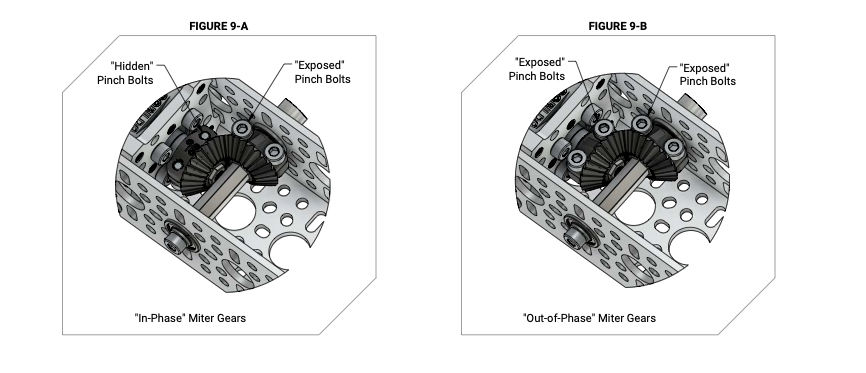 FIGURE 9-A
"Hidden"
Pinch Bolts
"Exposed"
Pinch Bolts
"In-Phase" Miter Gears
FIGURE 9-B
"Exposed"
Pinch Bolts
"Exposed"
Pinch Bolts
"Out-of-Phase" Miter Gears